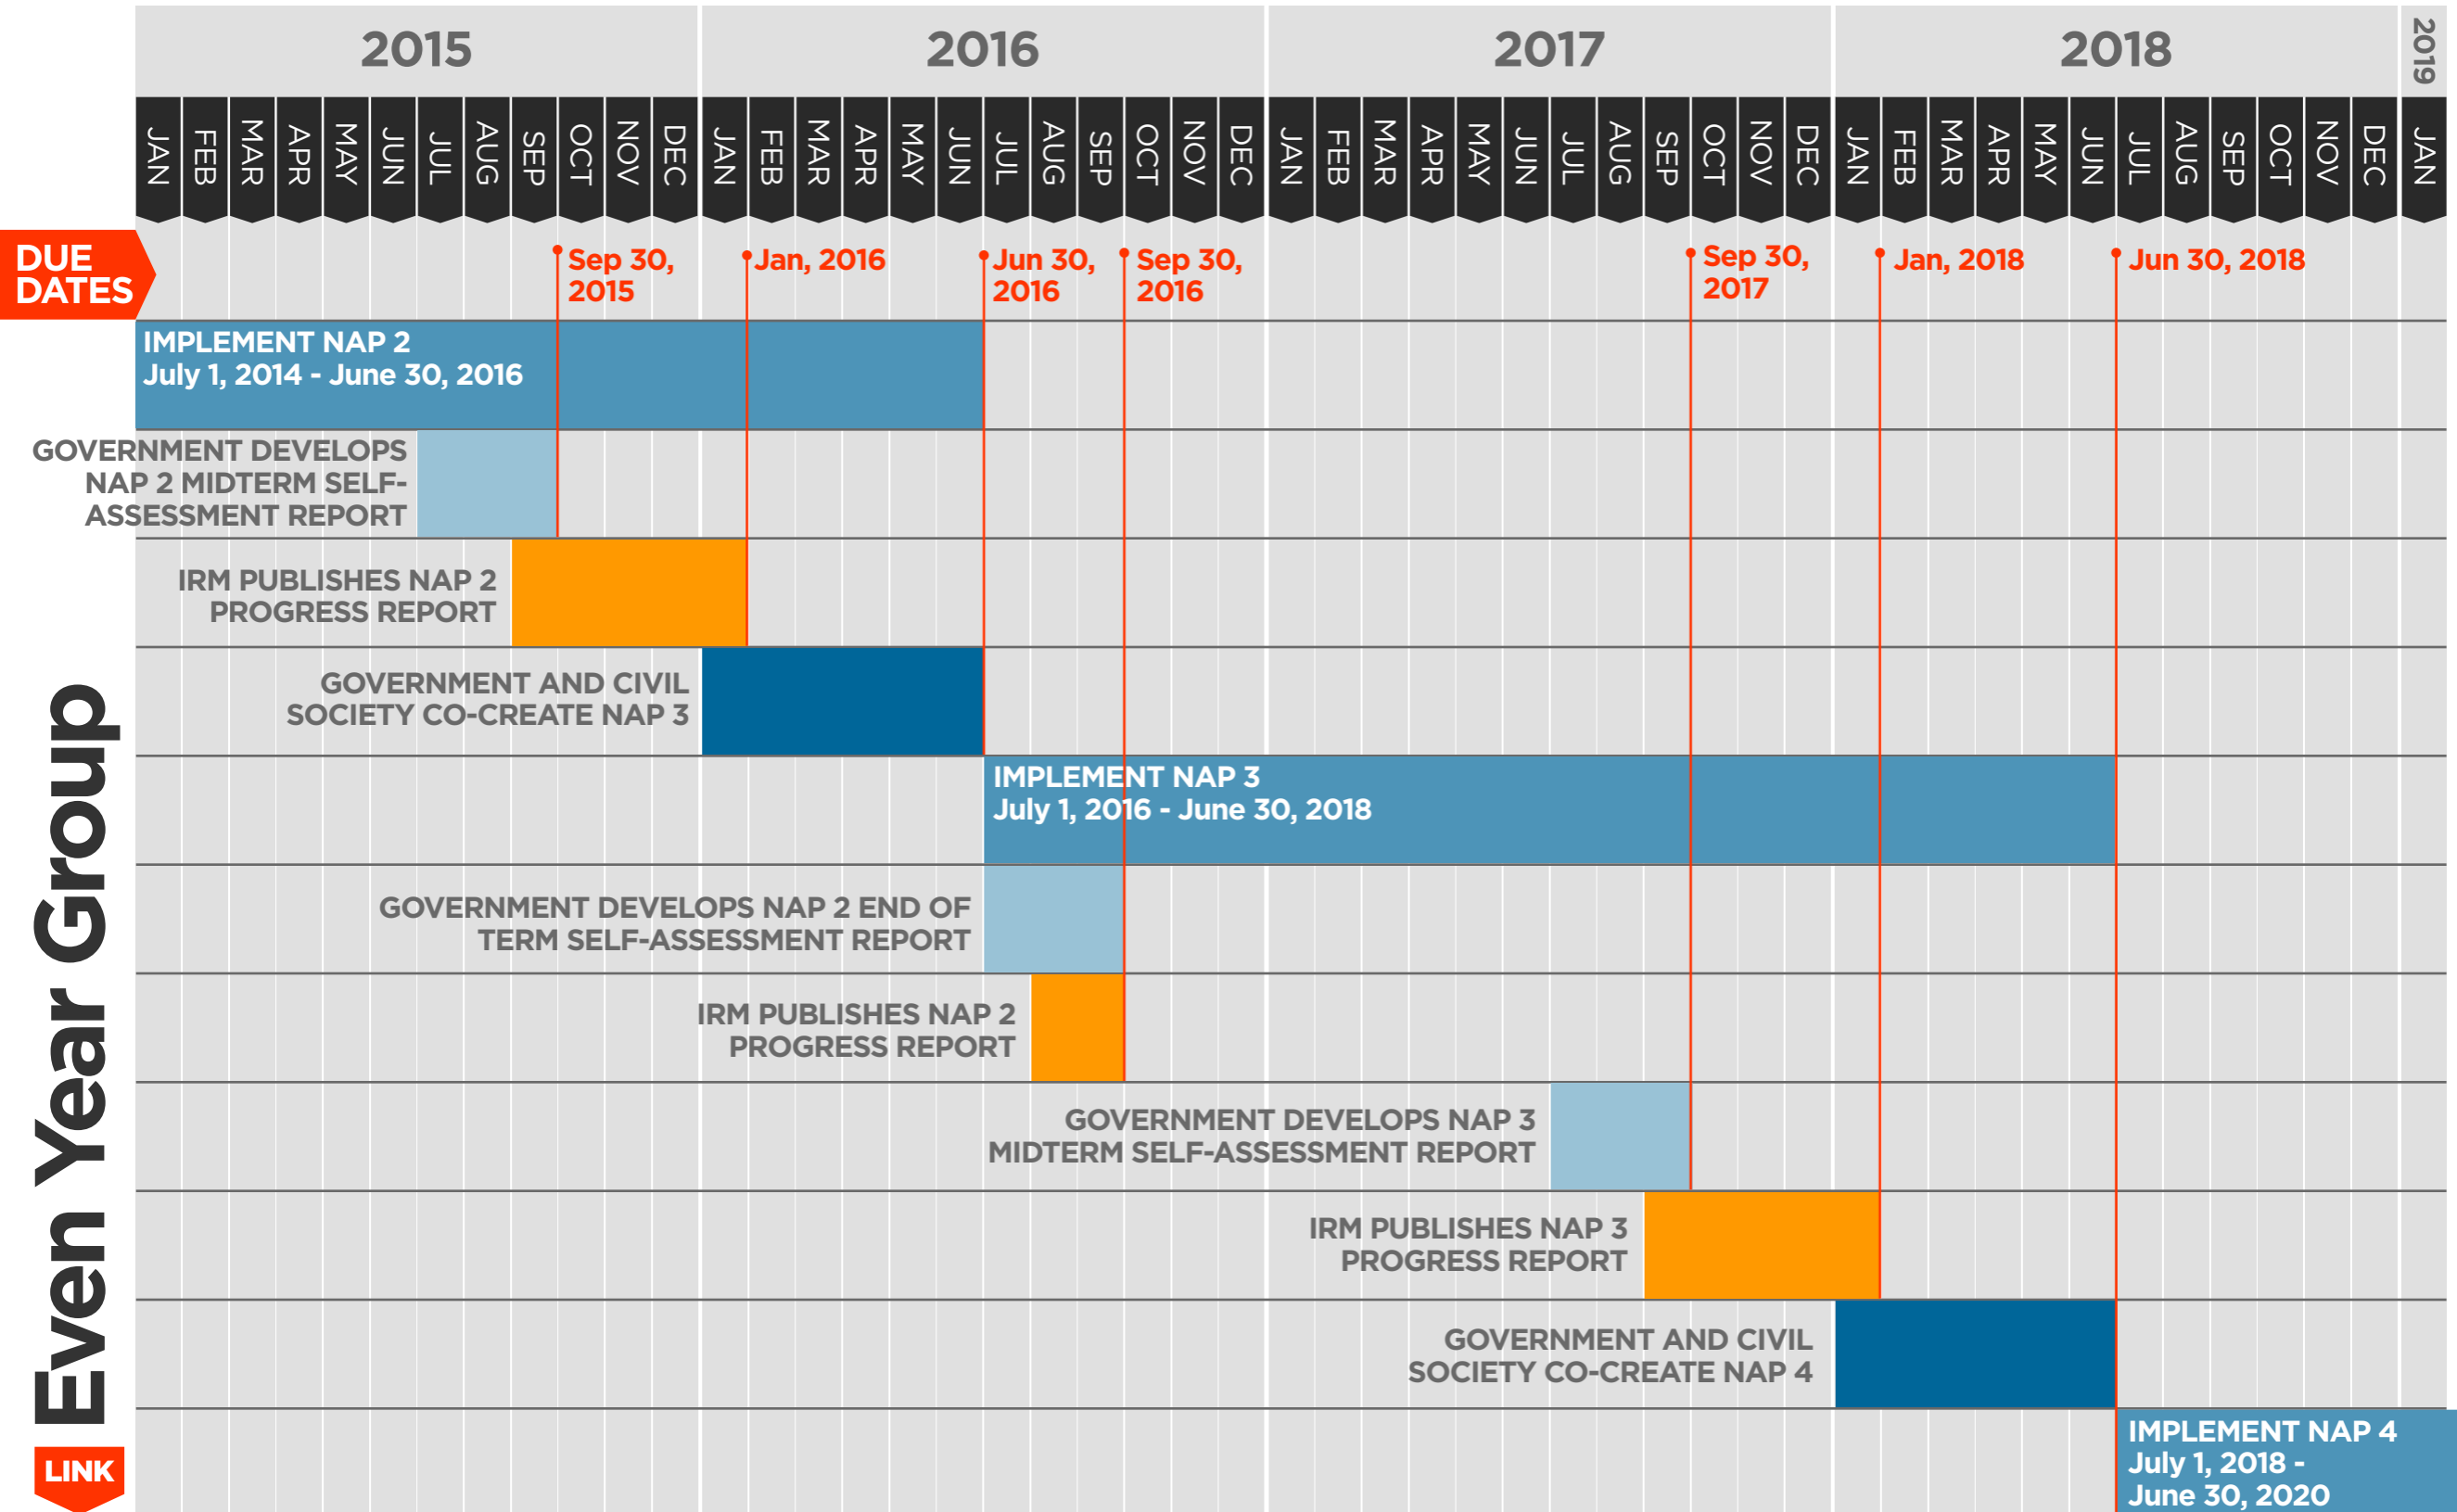 2015 2016 2017 2018 2019
JAN FEB MAR APR MAY JUN JUL AUG SEP OCT NOV DEC JAN FEB MAR APR MAY JUN JUL AUG SEP OCT NOV DEC JAN FEB MAR APR MAY JUN JUL AUG SEP OCT NOV DEC JAN FEB MAR APR MAY JUN JUL AUG SEP OCT NOV DEC JAN
DUE
DATES
Sep 30,
2015
Jan, 2016
Jun 30,
2016
Sep 30,
2016
Sep 30,
2017
Jan, 2018
Jun 30, 2018
IMPLEMENT NAP 2
July 1, 2014 - June 30, 2016
GOVERNMENT DEVELOPS
NAP 2 MIDTERM SELF-
ASSESSMENT REPORT
IRM PUBLISHES NAP 2
PROGRESS REPORT
GOVERNMENT AND CIVIL
SOCIETY CO-CREATE NAP 3
IMPLEMENT NAP 3
July 1, 2016 - June 30, 2018
GOVERNMENT DEVELOPS NAP 2 END OF
TERM SELF-ASSESSMENT REPORT
IRM PUBLISHES NAP 2
PROGRESS REPORT
GOVERNMENT DEVELOPS NAP 3
MIDTERM SELF-ASSESSMENT REPORT
IRM PUBLISHES NAP 3
PROGRESS REPORT
GOVERNMENT AND CIVIL
SOCIETY CO-CREATE NAP 4
IMPLEMENT NAP 4
July 1, 2018 -
June 30, 2020
Even Year Group
LINK